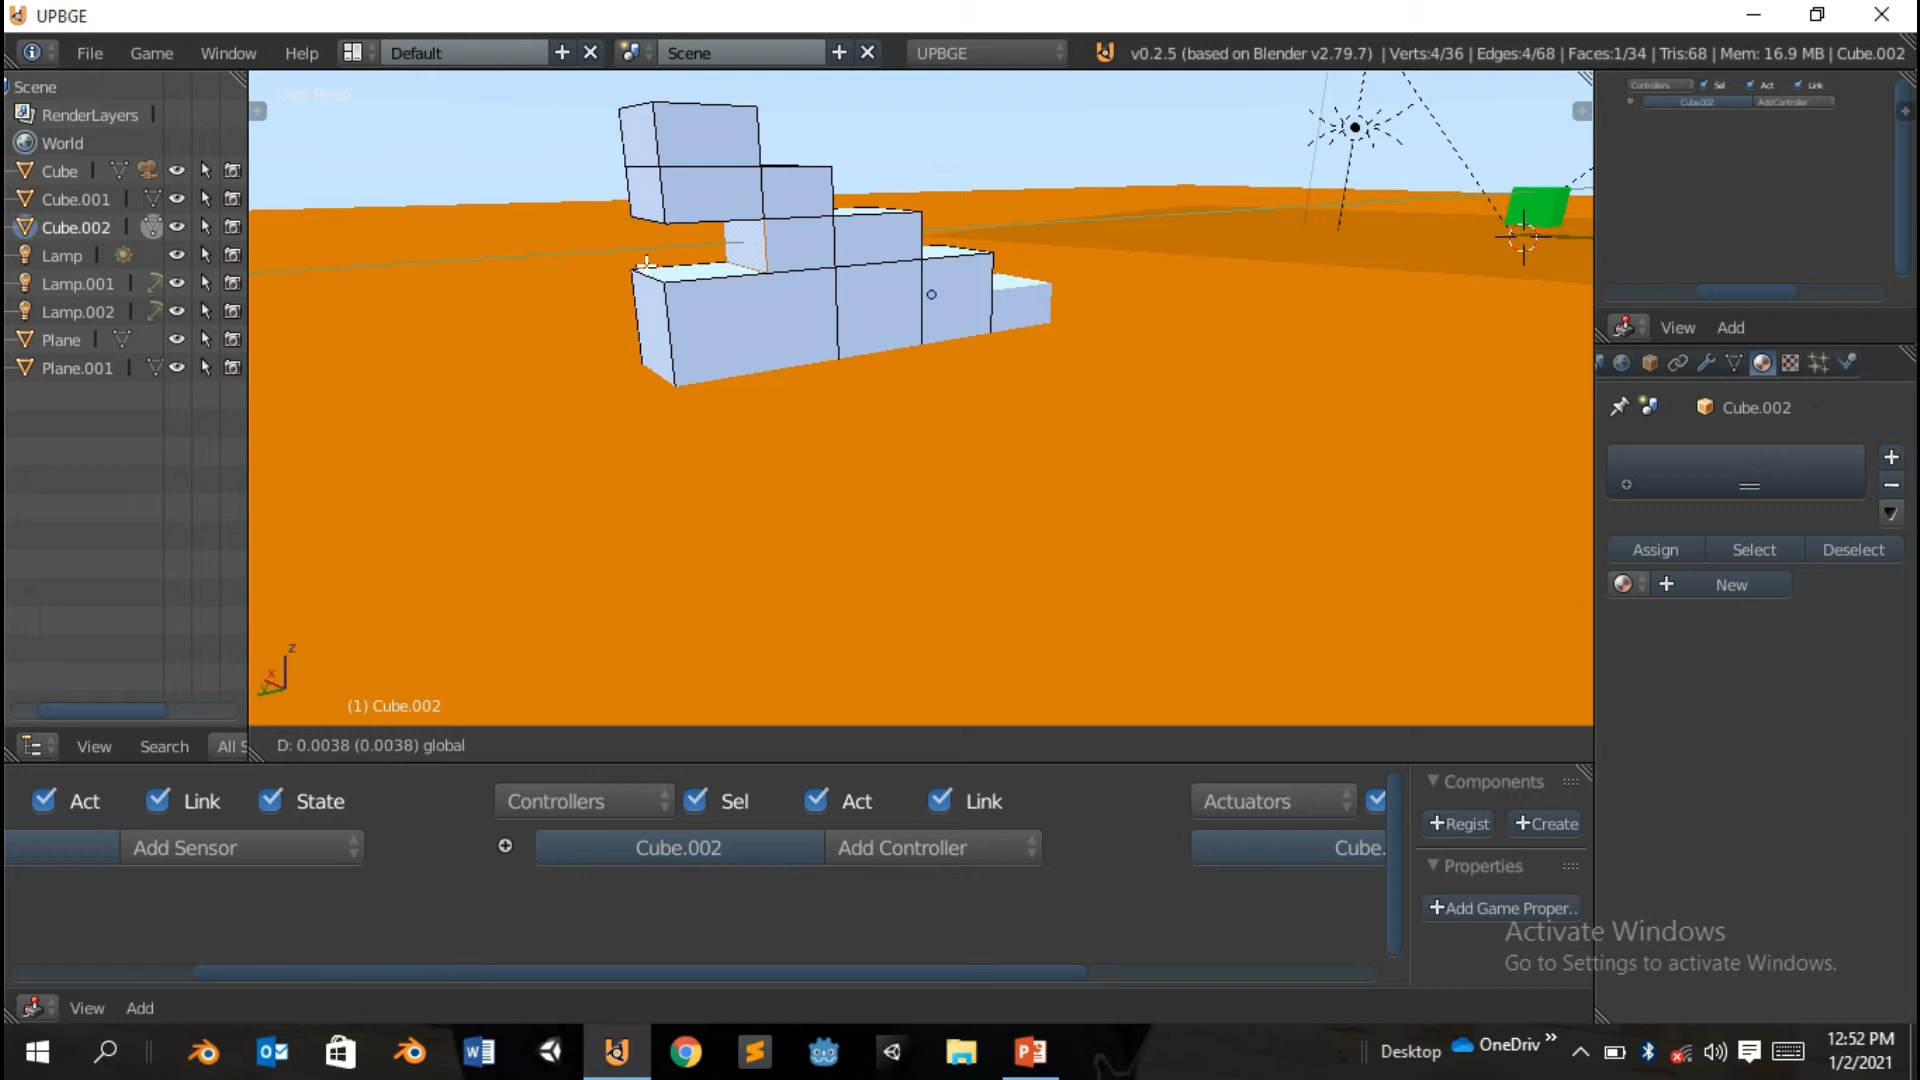 UPBGE
File Game Window Help Default Scene UPBGE v0.2.5 (based on Blender v2.79.7) | Verts:4/36 | Edges:4/68 | Faces:1/34 | Tris:68 | Mem: 16.9 MB | Cube.002
Scene
RenderLayers
World
Cube
Cube.001
Cube.002
Lamp
Lamp.001
Lamp.002
Plane
Plane.001
User Persp
Controllers Sel Act Link
Cube.002 Add Controller
View Add
Cube.002
Assign Select Deselect
New
z
x
y
(1) Cube.002
View Search All S
D: 0.0038 (0.0038) global
Act Link State Controllers Sel Act Link Actuators
Add Sensor Cube.002 Add Controller Cube.
Components
Regist Create
Properties
Add Game Proper..
Activate Windows
Go to Settings to activate Windows.
View Add
Desktop OneDriv
12:52 PM
1/2/2021